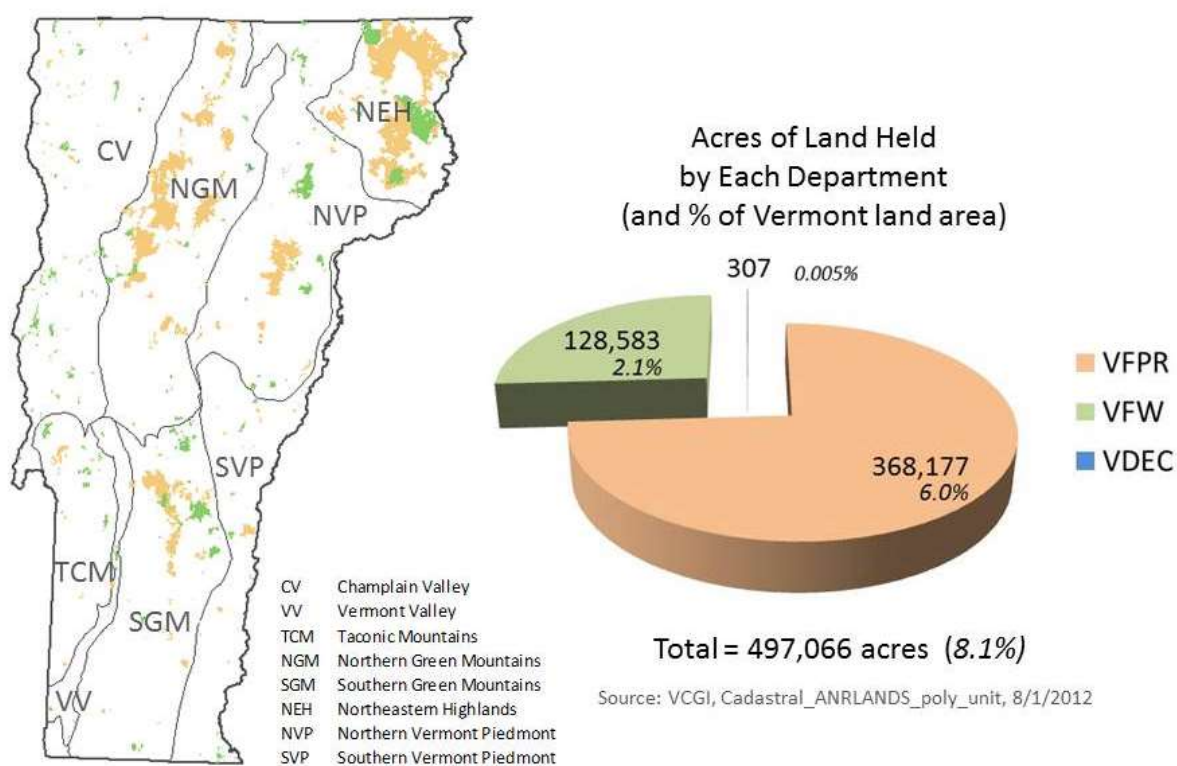 CV
NGM
NEH
NVP
SVP
TCM
SGM
VV
CV Champlain Valley
VV Vermont Valley
TCM Taconic Mountains
NGM Northern Green Mountains
SGM Southern Green Mountains
NEH Northeastern Highlands
NVP Northern Vermont Piedmont
SVP Southern Vermont Piedmont
Acres of Land Held
by Each Department
(and % of Vermont land area)
307 0.005%
128,583
2.1%
368,177
6.0%
VFPR
VFW
VDEC
Total = 497,066 acres (8.1%)
Source: VCGI, Cadastral_ANRLANDS_poly_unit, 8/1/2012